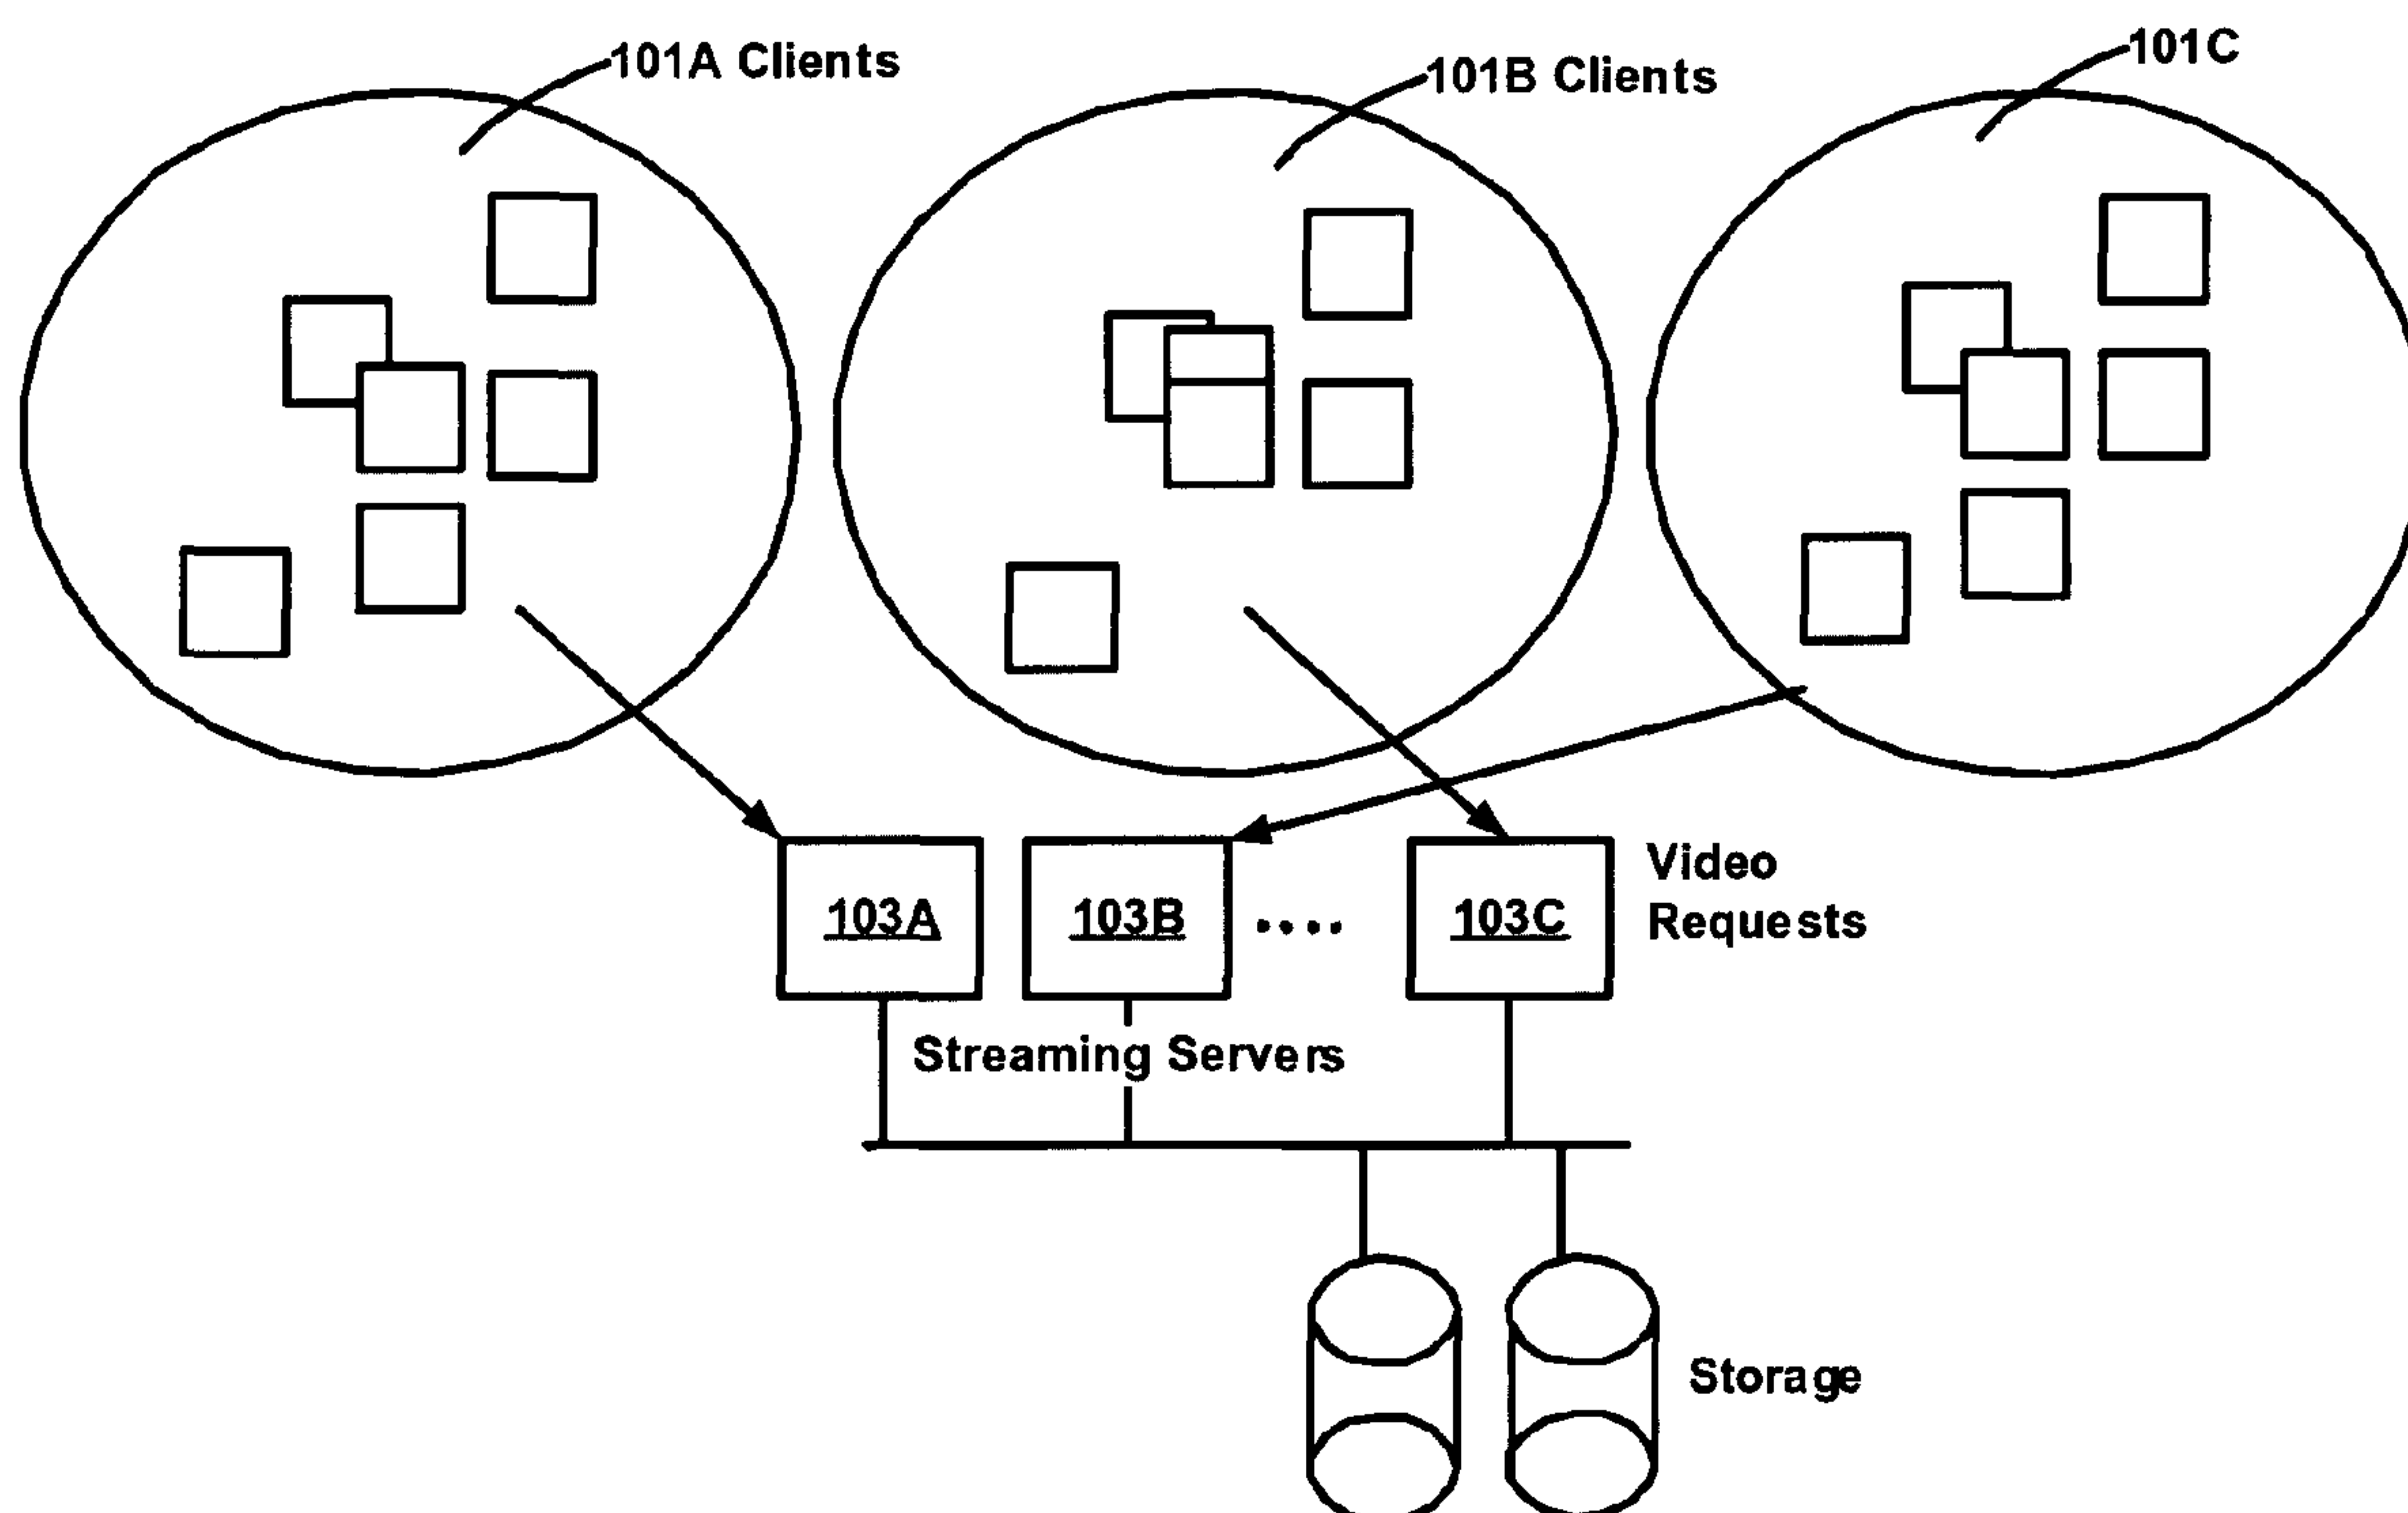 101A Clients
101B Clients
101C
103A
103B
103C
Video
Requests
Streaming Servers
Storage